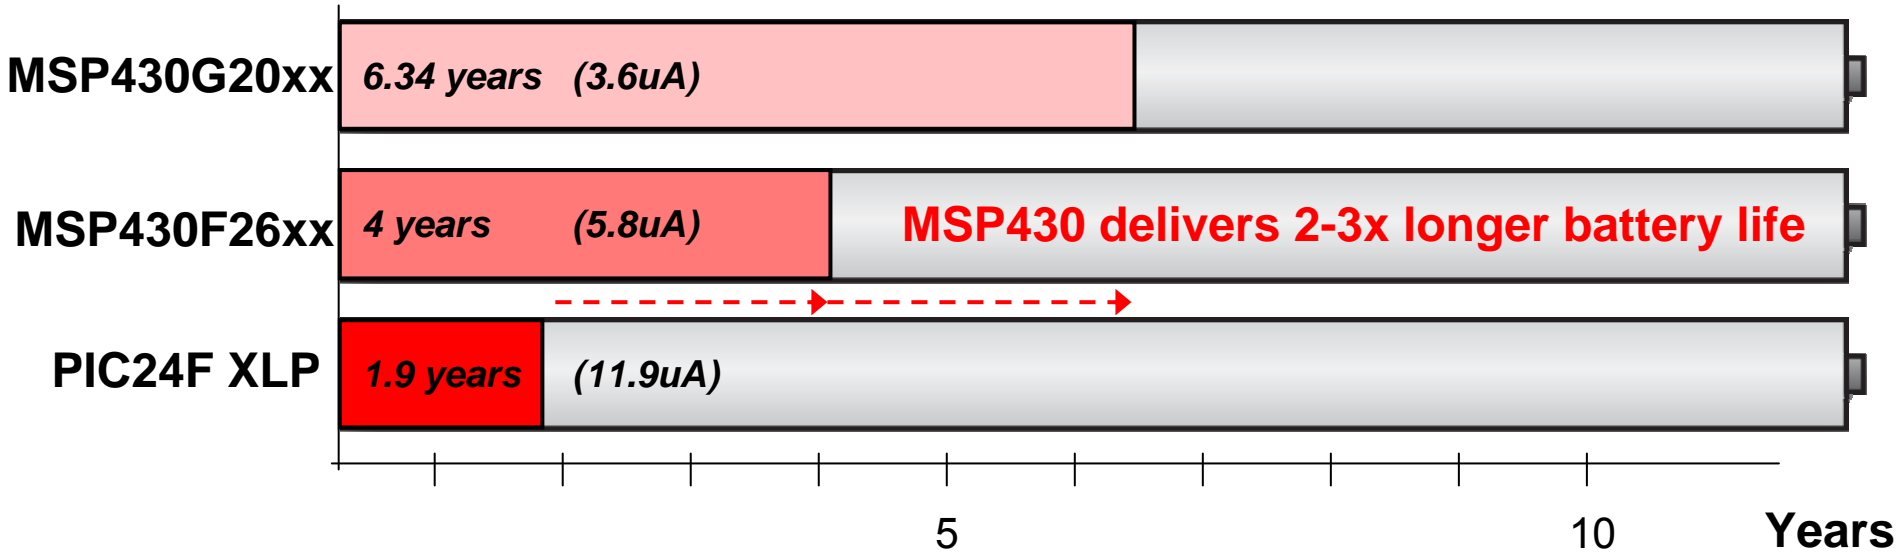 MSP430G20xx 6.34 years (3.6uA)
MSP430F26xx 4 years (5.8uA) MSP430 delivers 2-3x longer battery life
PIC24F XLP 1.9 years (11.9uA)
5 10 Years